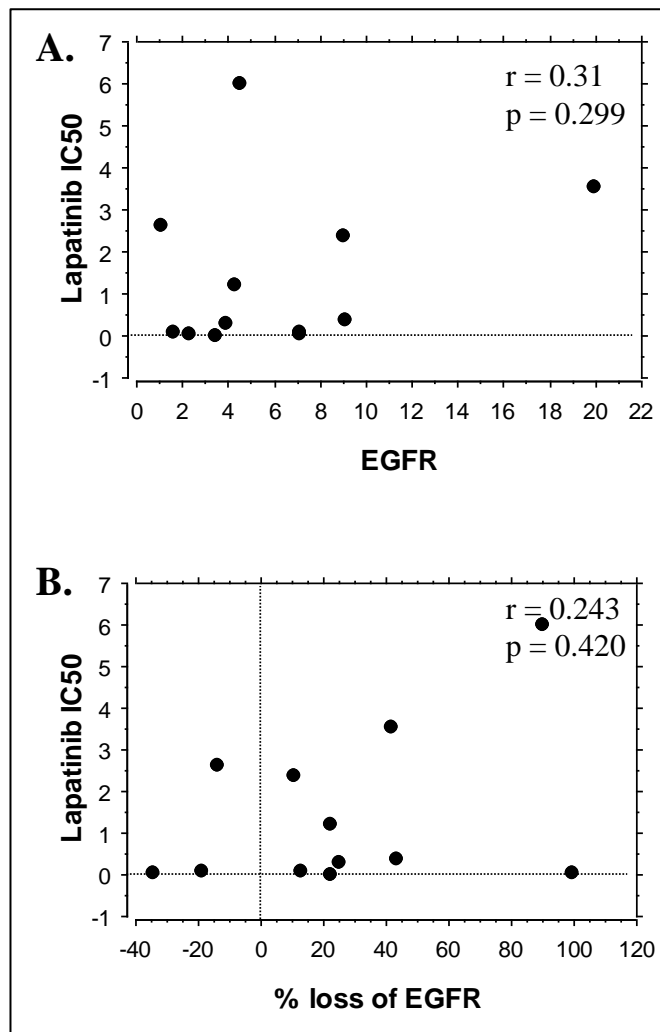 A.
r = 0.31
p = 0.299
Lapatinib IC50
7
6
5
4
3
2
1
0
-1
0 2 4 6 8 10 12 14 16 18 20 22
EGFR
B.
r = 0.243
p = 0.420
Lapatinib IC50
7
6
5
4
3
2
1
0
-1
-40 -20 0 20 40 60 80 100 120
% loss of EGFR